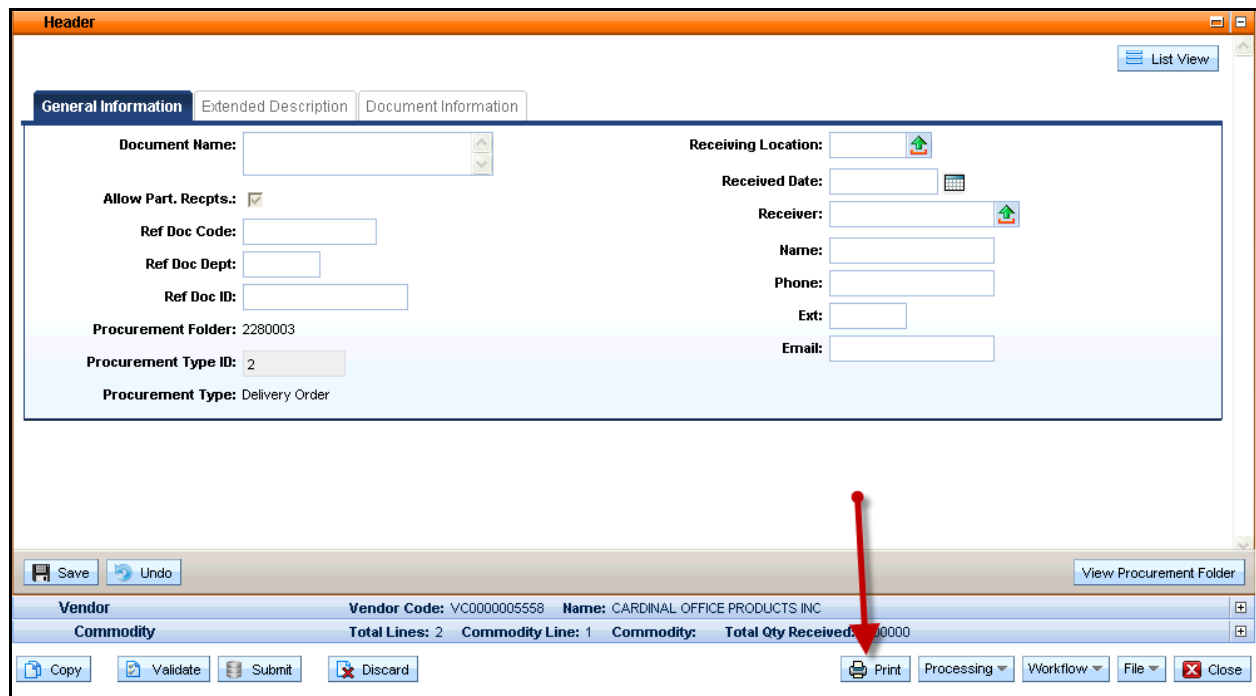 Header
List View
General Information Extended Description Document Information
Document Name: Receiving Location:
Received Date:
Allow Part. Recpts.:
Receiver:
Ref Doc Code:
Name:
Ref Doc Dept:
Phone:
Ref Doc ID:
Ext:
Procurement Folder: 2280003
Email:
Procurement Type ID: 2
Procurement Type: Delivery Order
Save Undo View Procurement Folder
Vendor Vendor Code: VC0000005558 Name: CARDINAL OFFICE PRODUCTS INC
Commodity Total Lines: 2 Commodity Line: 1 Commodity: Total Qty Received:
Copy Validate Submit Discard Print Processing Workflow File Close